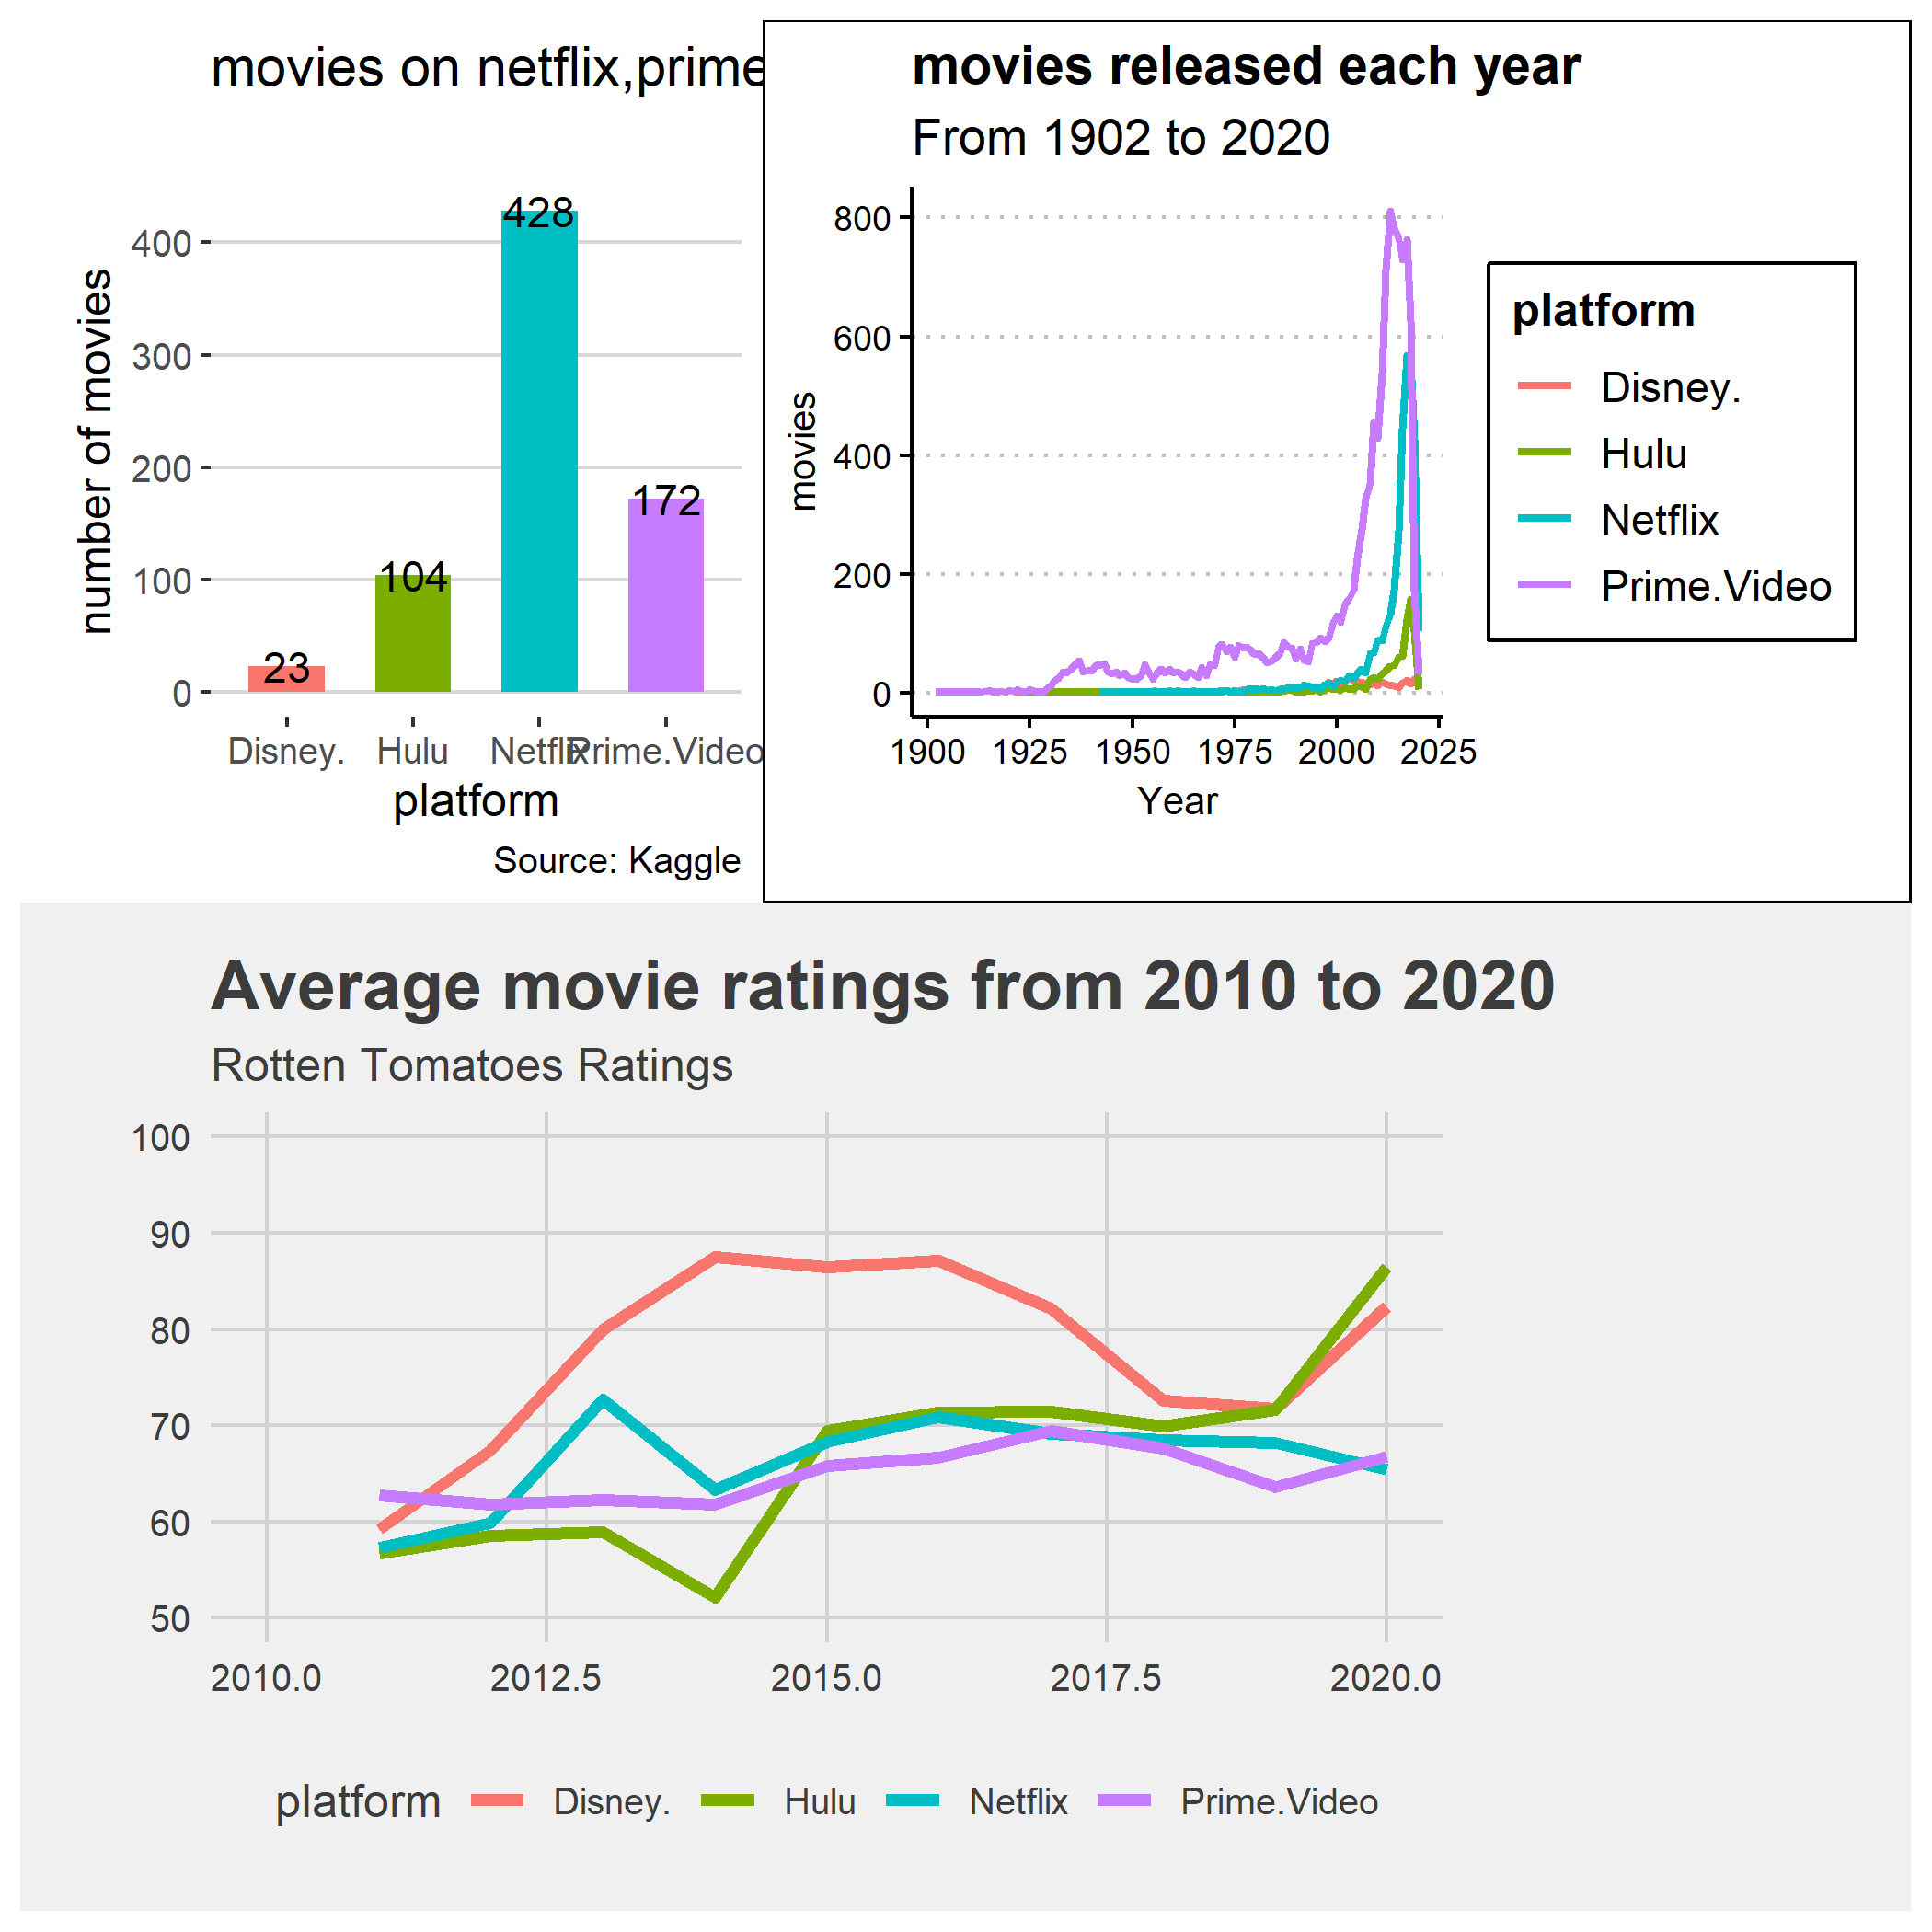 movies on netflix,prime
number of movies
400
300
200
100
0
428
172
104
23
Disney. Hulu Netflix Prime.Video
platform
Source: Kaggle
movies released each year
From 1902 to 2020
movies
800
600
400
200
0
1900 1925 1950 1975 2000 2025
Year
platform
Disney.
Hulu
Netflix
Prime.Video
Average movie ratings from 2010 to 2020
Rotten Tomatoes Ratings
100
90
80
70
60
50
2010.0 2012.5 2015.0 2017.5 2020.0
platform Disney. Hulu Netflix Prime.Video